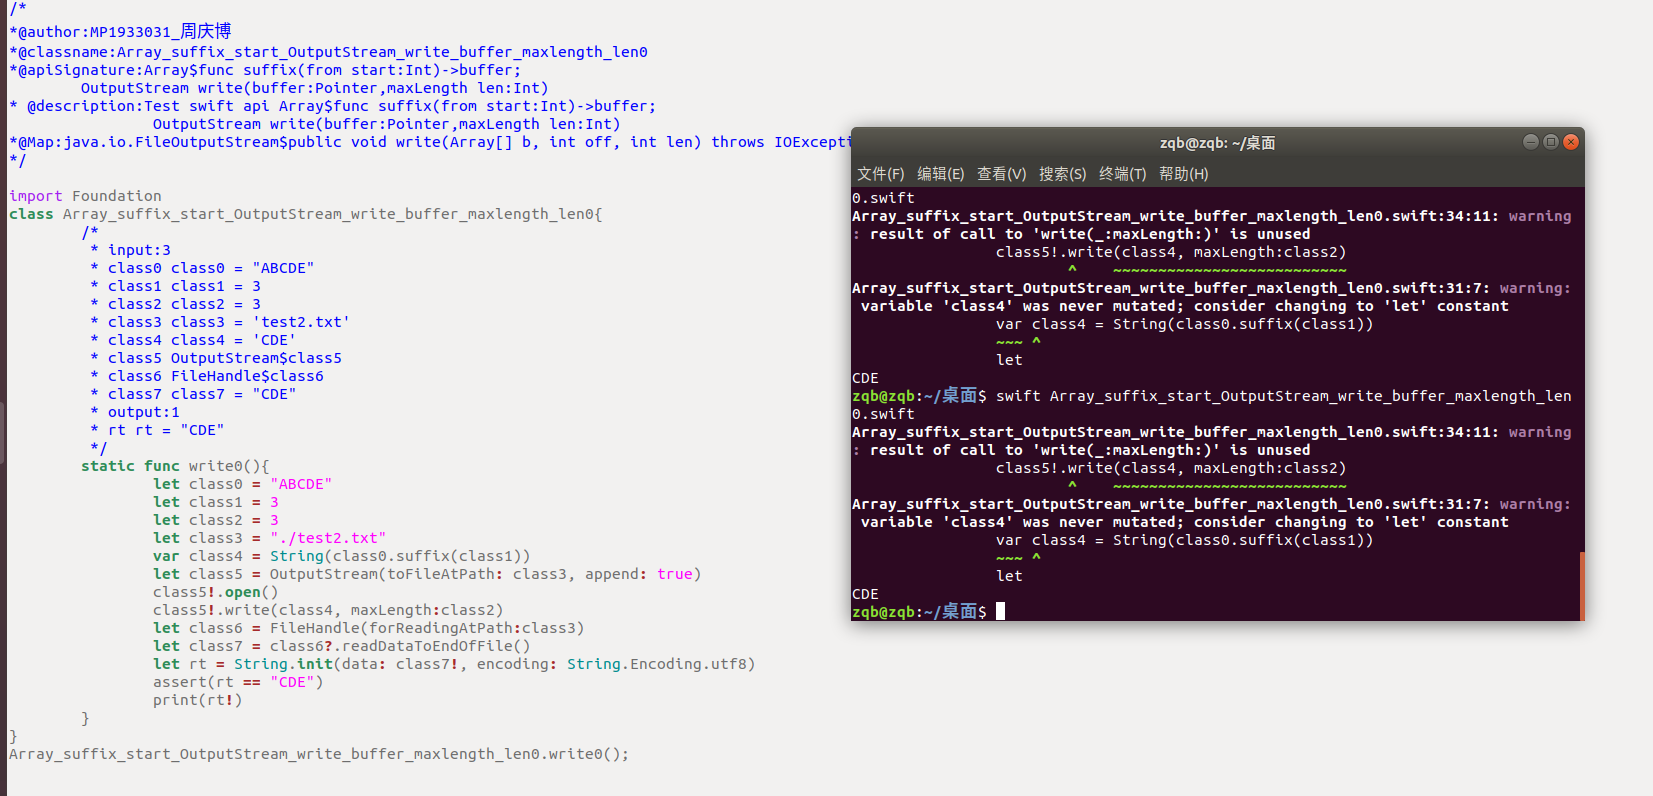 /*
*@author:MP1933031_周庆博
*@classname:Array_suffix_start_OutputStream_write_buffer_maxlength_len0
*@apiSignature:Array$func suffix(from start:Int)->buffer;
        OutputStream write(buffer:Pointer,maxLength len:Int)
* @description:Test swift api Array$func suffix(from start:Int)->buffer;
                OutputStream write(buffer:Pointer,maxLength len:Int)
*@Map:java.io.FileOutputStream$public void write(Array[] b, int off, int len) throws IOExcepti
*/
import Foundation
class Array_suffix_start_OutputStream_write_buffer_maxlength_len0{
        /*
         * input:3
         * class0 class0 = "ABCDE"
         * class1 class1 = 3
         * class2 class2 = 3
         * class3 class3 = 'test2.txt'
         * class4 class4 = 'CDE'
         * class5 OutputStream$class5
         * class6 FileHandle$class6
         * class7 class7 = "CDE"
         * output:1
         * rt rt = "CDE"
         */
        static func write0(){
                let class0 = "ABCDE"
                let class1 = 3
                let class2 = 3
                let class3 = "./test2.txt"
                var class4 = String(class0.suffix(class1))
                let class5 = OutputStream(toFileAtPath: class3, append: true)
                class5!.open()
                class5!.write(class4, maxLength:class2)
                let class6 = FileHandle(forReadingAtPath:class3)
                let class7 = class6?.readDataToEndOfFile()
                let rt = String.init(data: class7!, encoding: String.Encoding.utf8)
                assert(rt == "CDE")
                print(rt!)
        }
}
Array_suffix_start_OutputStream_write_buffer_maxlength_len0.write0();
zqb@zqb: ~/桌面
文件(F) 编辑(E) 查看(V) 搜索(S) 终端(T) 帮助(H)
0.swift
Array_suffix_start_OutputStream_write_buffer_maxlength_len0.swift:34:11: warning
: result of call to 'write(_:maxLength:)' is unused
                class5!.write(class4, maxLength:class2)
                        ^    ~~~~~~~~~~~~~~~~~~~~~~~~~~
Array_suffix_start_OutputStream_write_buffer_maxlength_len0.swift:31:7: warning:
 variable 'class4' was never mutated; consider changing to 'let' constant
                var class4 = String(class0.suffix(class1))
                ~~~ ^
                let
CDE
zqb@zqb:~/桌面$ swift Array_suffix_start_OutputStream_write_buffer_maxlength_len
0.swift
Array_suffix_start_OutputStream_write_buffer_maxlength_len0.swift:34:11: warning
: result of call to 'write(_:maxLength:)' is unused
                class5!.write(class4, maxLength:class2)
                        ^    ~~~~~~~~~~~~~~~~~~~~~~~~~~
Array_suffix_start_OutputStream_write_buffer_maxlength_len0.swift:31:7: warning:
 variable 'class4' was never mutated; consider changing to 'let' constant
                var class4 = String(class0.suffix(class1))
                ~~~ ^
                let
CDE
zqb@zqb:~/桌面$